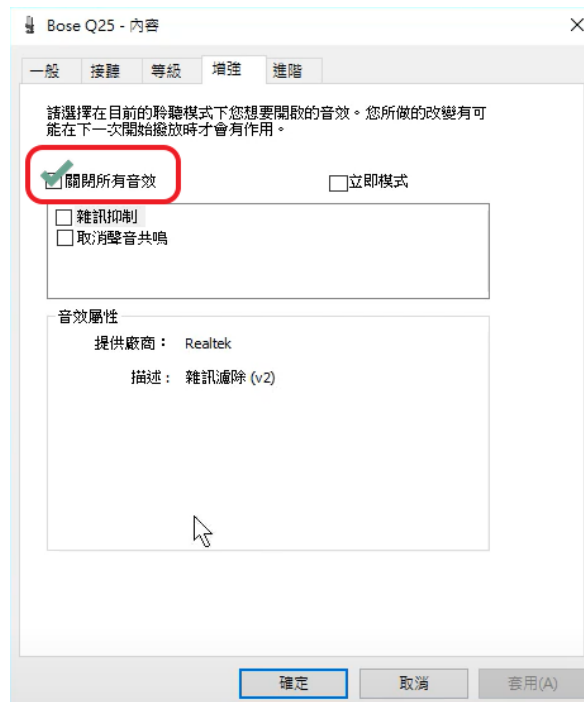 Bose Q25 - 內容
一般 接聽 等級 增強 進階
請選擇在目前的聆聽模式下您想要開啟的音效。您所做的改變有可
能在下一次開始撥放時才會有作用。
關閉所有音效 立即模式
雜訊抑制
取消聲音共鳴
音效屬性
提供廠商： Realtek
描述： 雜訊濾除 (v2)
確定 取消 套用(A)